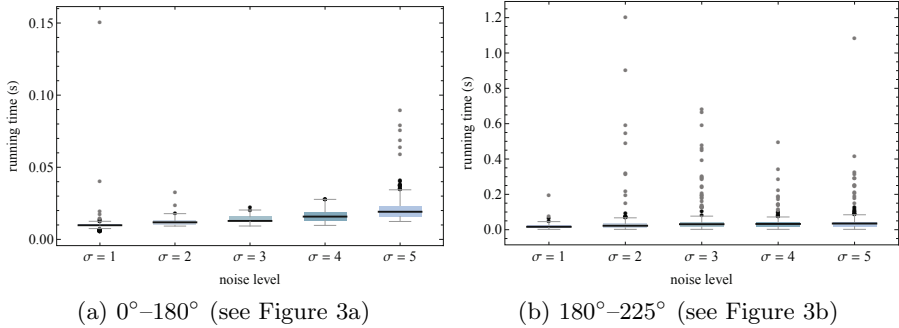 running time (s)
0.15
0.10
0.05
0.00
σ = 1
σ = 2
σ = 3
σ = 4
σ = 5
noise level
(a) 0°–180° (see Figure 3a)
running time (s)
1.2
1.0
0.8
0.6
0.4
0.2
0.0
σ = 1
σ = 2
σ = 3
σ = 4
σ = 5
noise level
(b) 180°–225° (see Figure 3b)